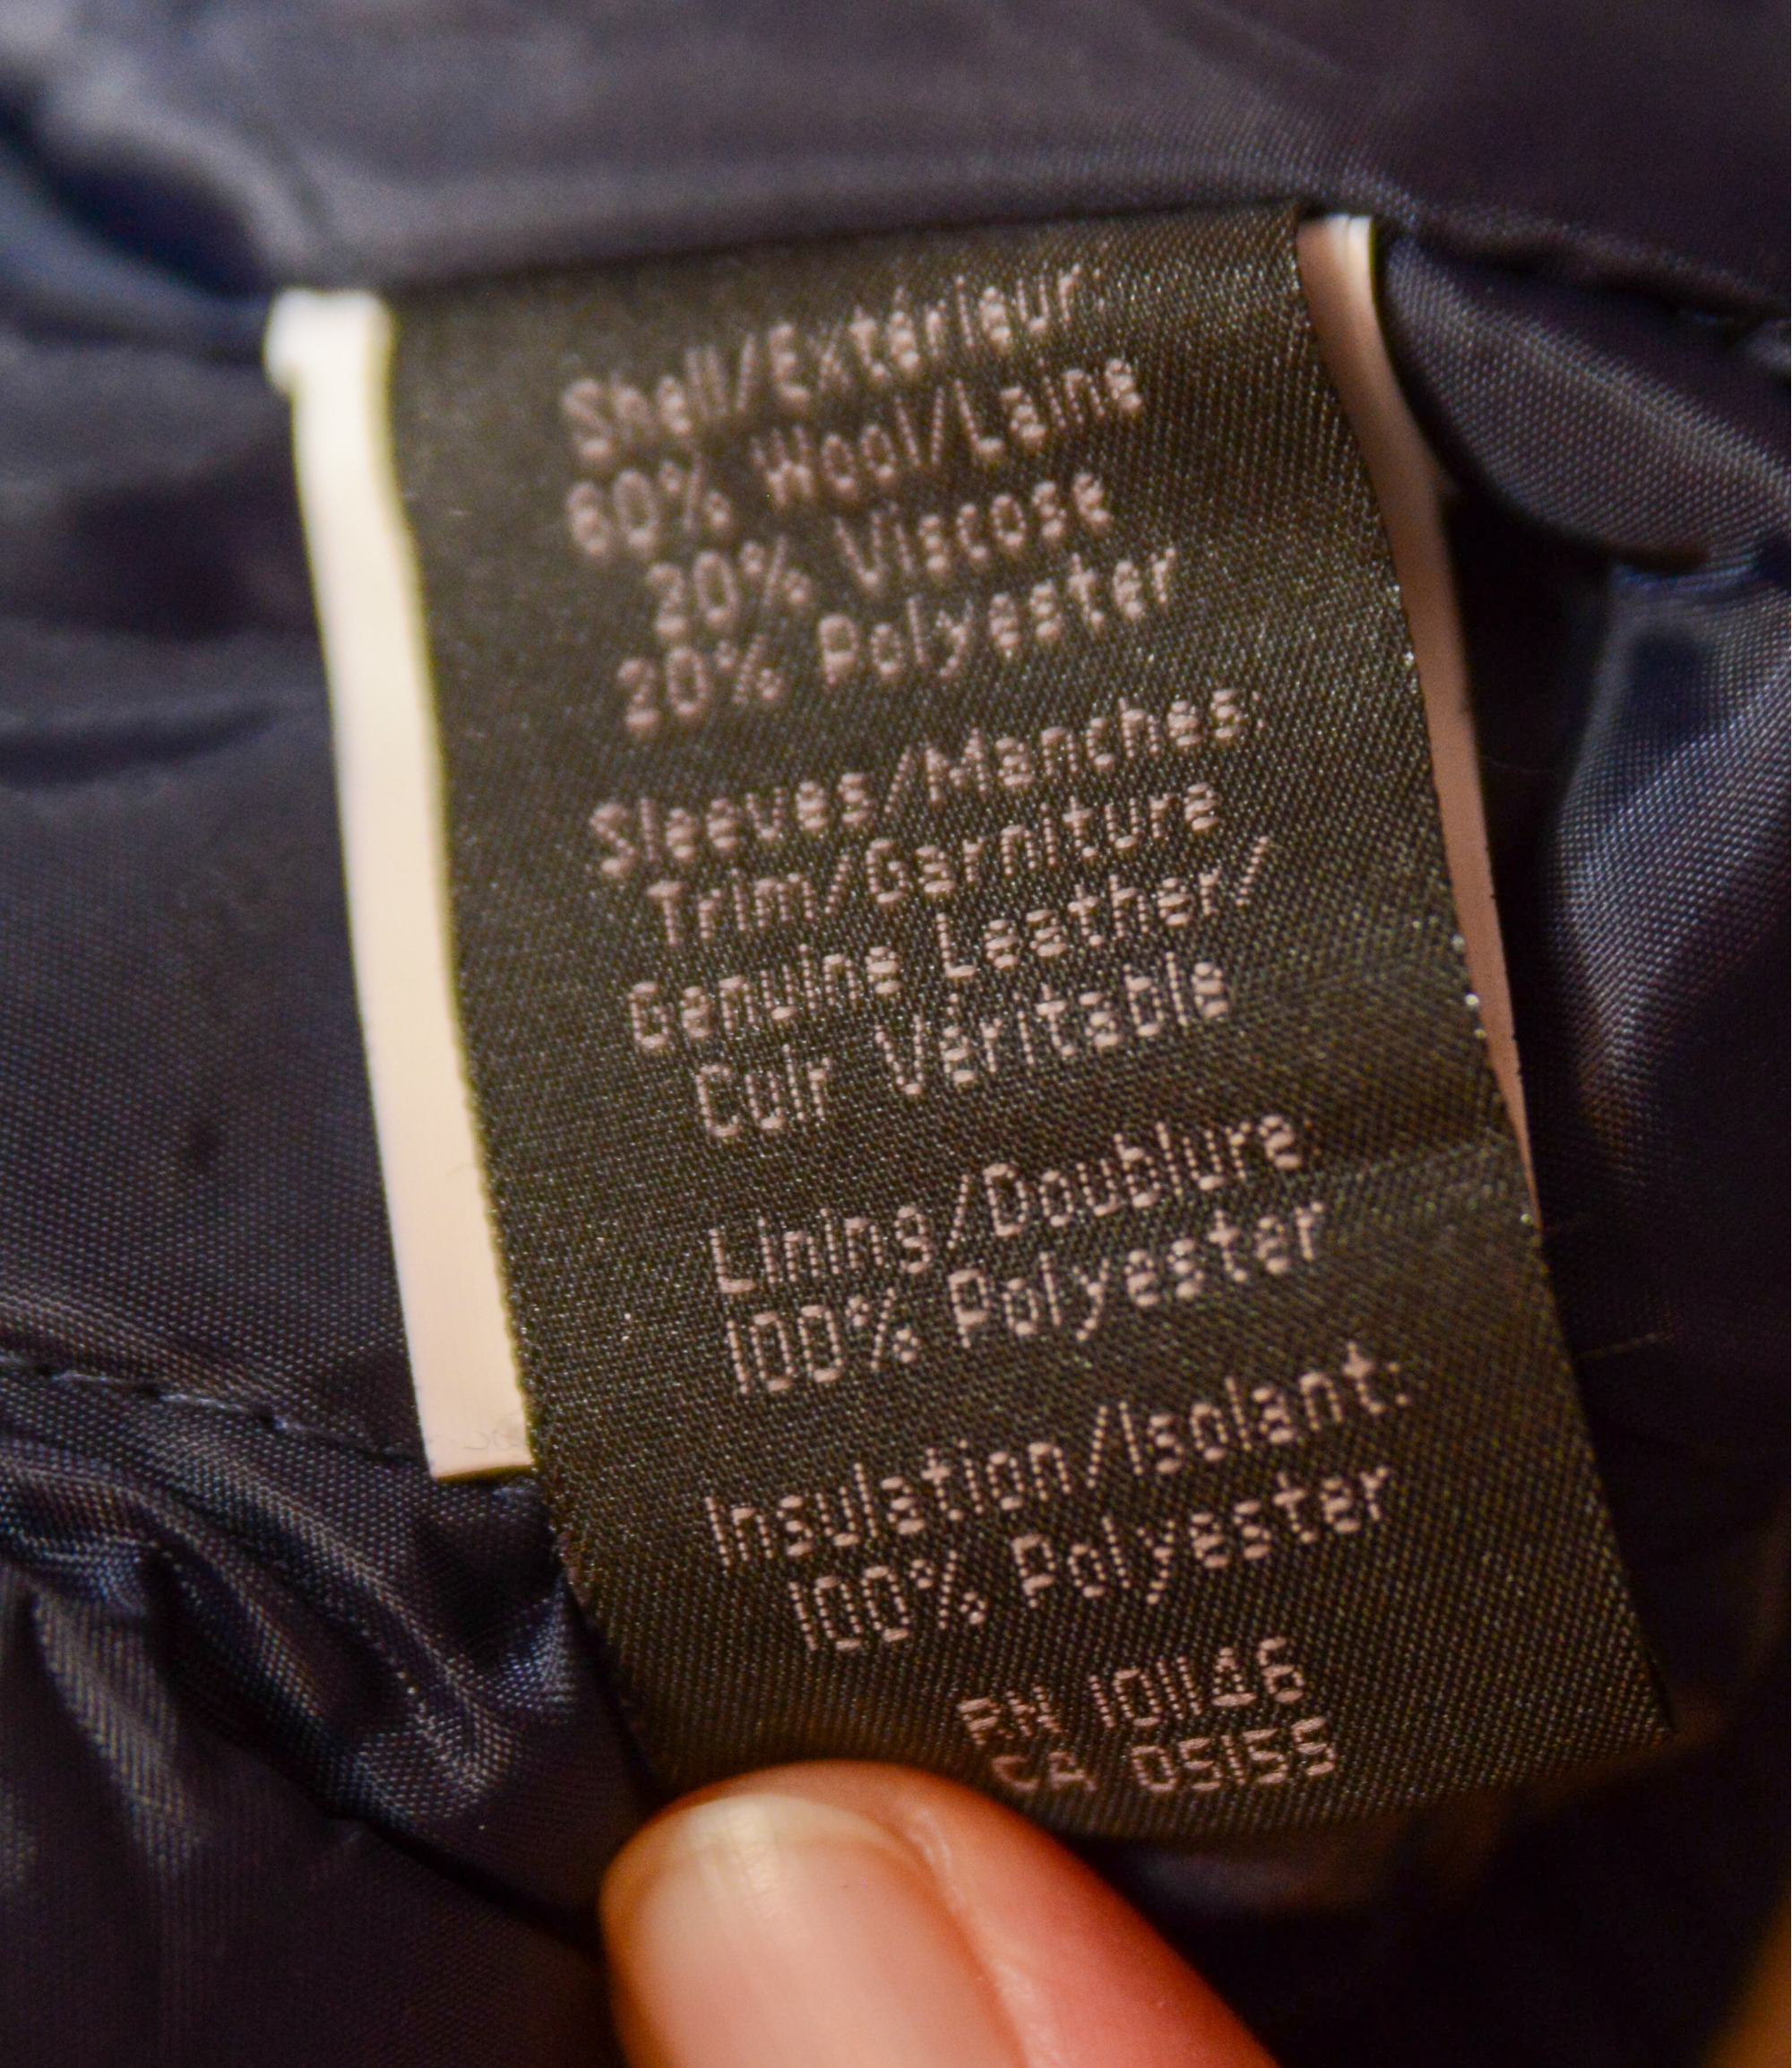 Shell/Extérieur:
60% Wool/Laine
20% Viscose
20% Polyester
Sleeves/Manches:
Trim/Garniture
Genuine Leather/
Cuir Véritable
Lining/Doublure:
100% Polyester
Insulation/Isolant:
100% Polyester
RN 101146
CA 05155